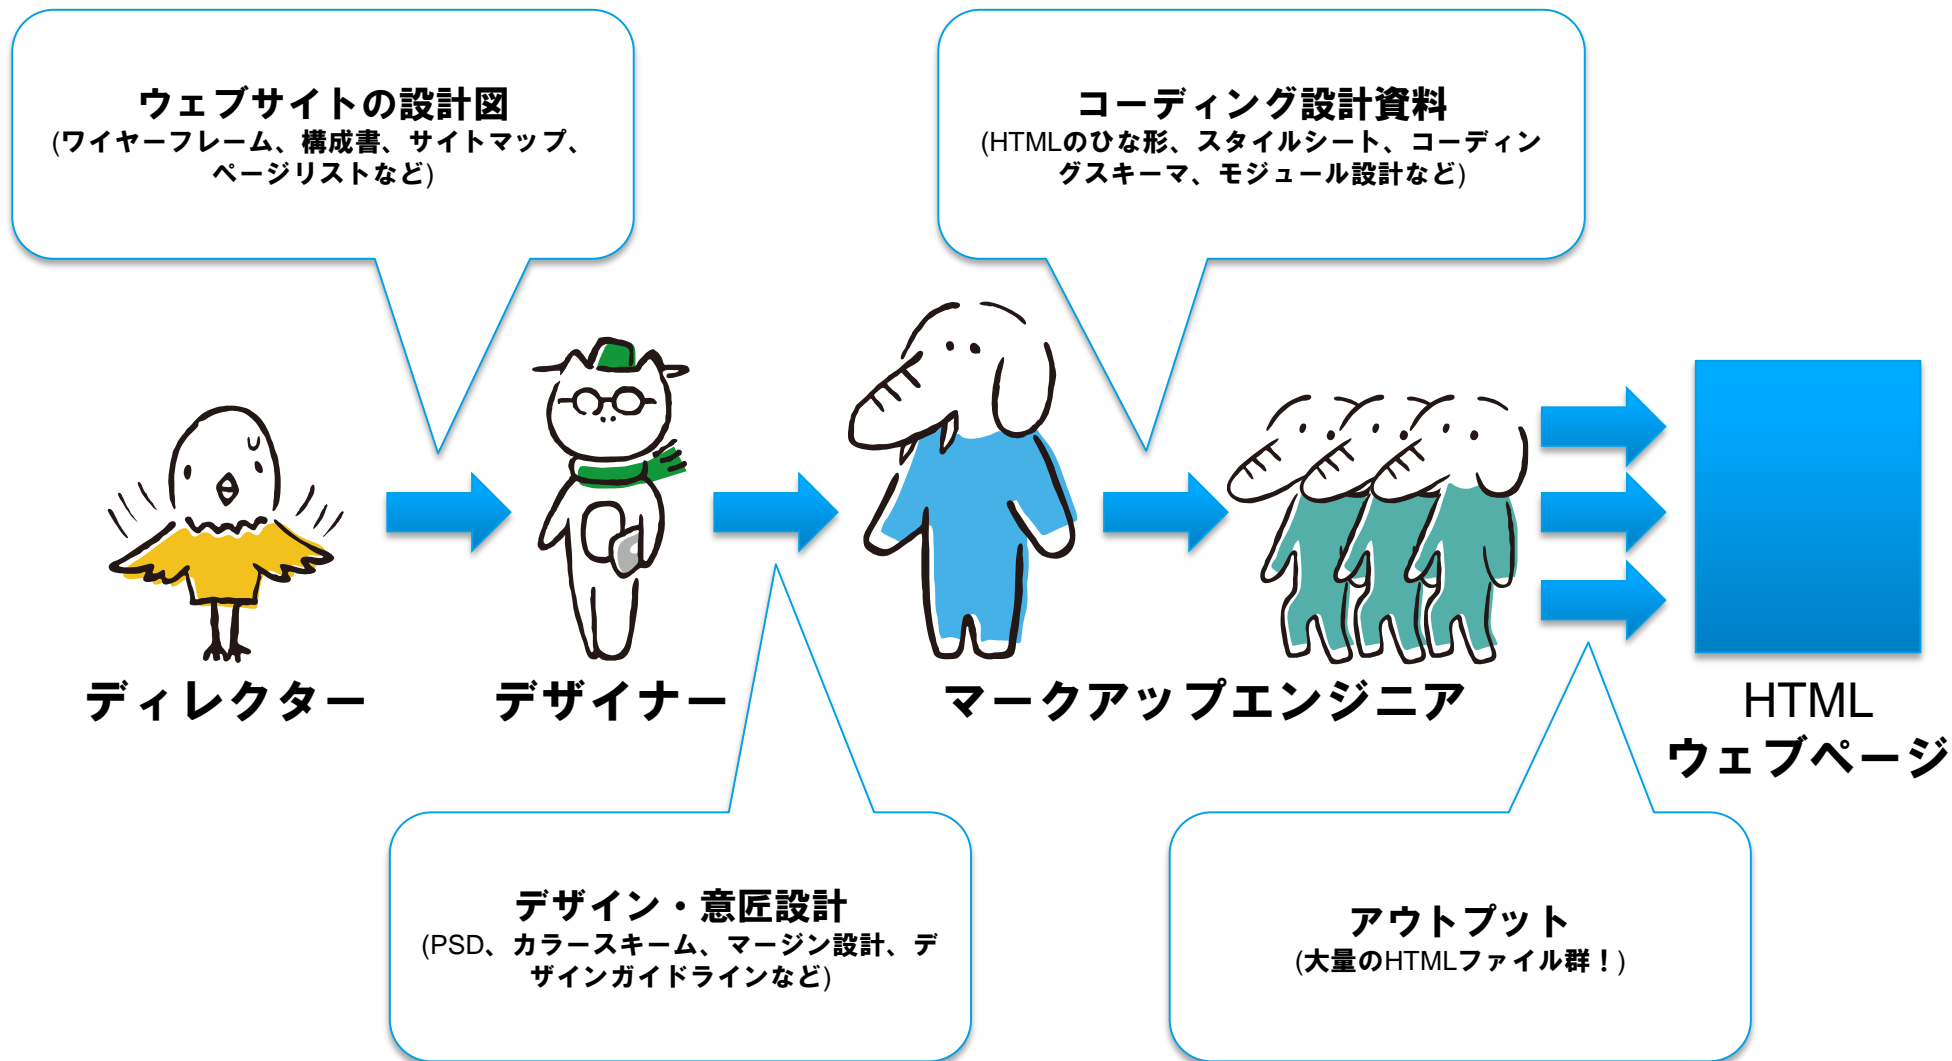 ウェブサイトの設計図
(ワイヤーフレーム、構成書、サイトマップ、
ページリストなど)
コーディング設計資料
(HTMLのひな形、スタイルシート、コーディン
グスキーマ、モジュール設計など)
ディレクター
デザイナー
マークアップエンジニア
HTML
ウェブページ
デザイン・意匠設計
(PSD、カラースキーム、マージン設計、デ
ザインガイドラインなど)
アウトプット
(大量のHTMLファイル群！)